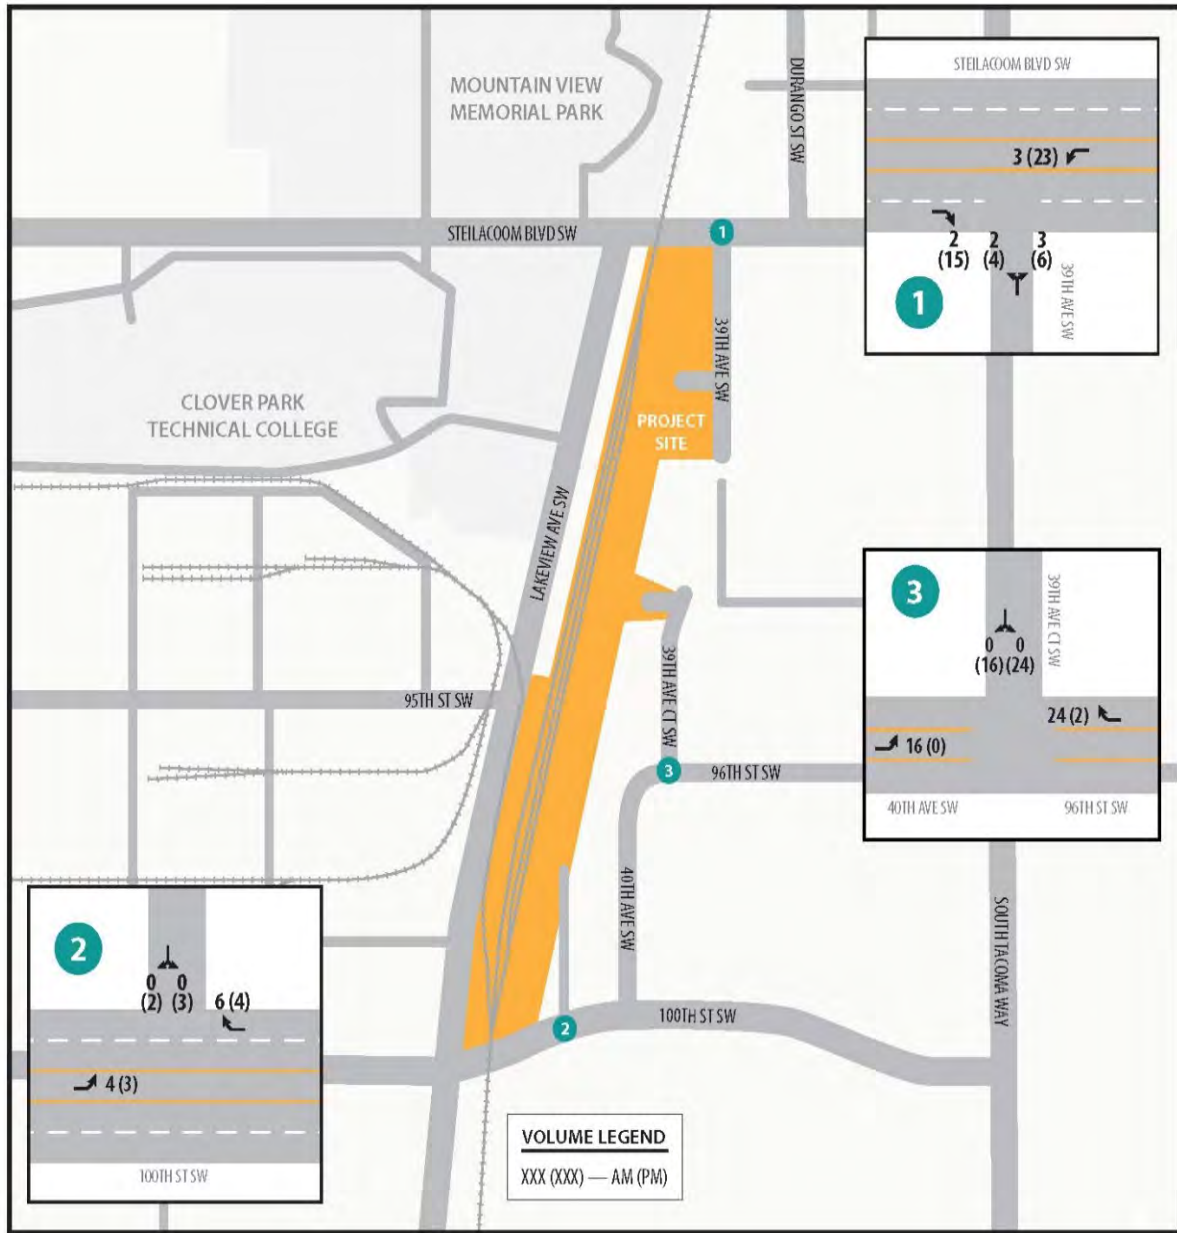 MOUNTAIN VIEW
MEMORIAL PARK
DURANGO ST SW
STEILACOOM BLVD SW
3 (23)
2
(15)
2
(4)
3
(6)
39TH AVE SW
1
STEILACOOM BLVD SW
1
39TH AVE SW
CLOVER PARK
TECHNICAL COLLEGE
PROJECT
SITE
LAKEVIEW AVE SW
3
39TH AVE CT SW
0
(16)
0
(24)
24 (2)
16 (0)
40TH AVE SW
96TH ST SW
39TH AVE CT SW
95TH ST SW
3
96TH ST SW
40TH AVE SW
SOUTH TACOMA WAY
2
0
(2)
0
(3)
6 (4)
4 (3)
100TH ST SW
2
100TH ST SW
VOLUME LEGEND
XXX (XXX) — AM (PM)